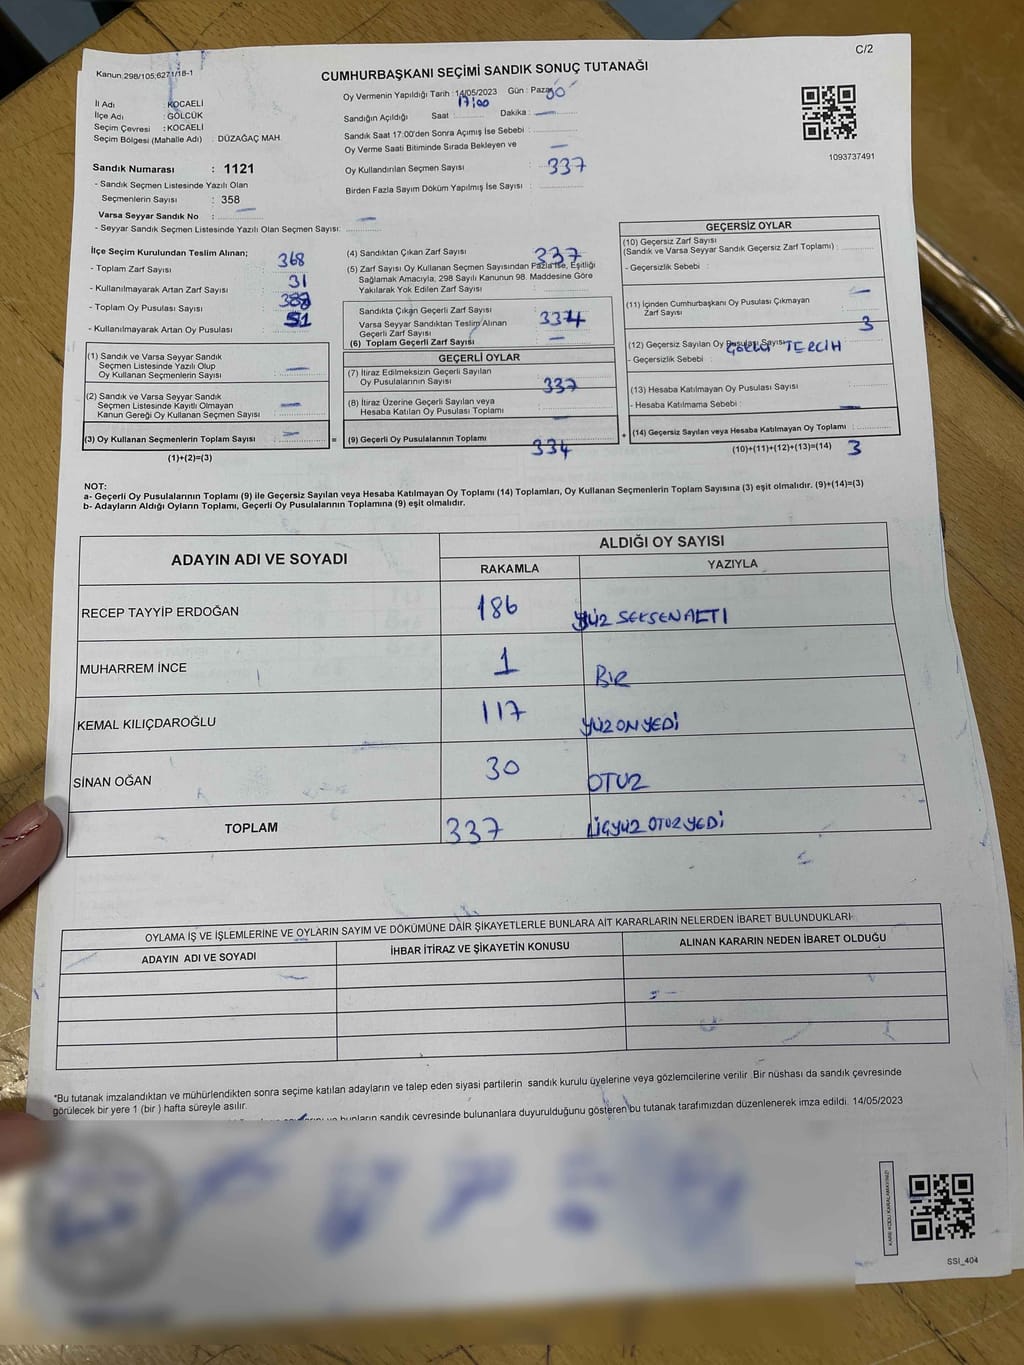 C/2
Kanun:298/105,6271/18-1
CUMHURBAŞKANI SEÇİMİ SANDIK SONUÇ TUTANAĞI
İl Adı : KOCAELİ
İlçe Adı : GÖLCÜK
Seçim Çevresi : KOCAELİ
Seçim Bölgesi (Mahalle Adı) : DÜZAĞAÇ MAH.
Sandık Numarası : 1121
- Sandık Seçmen Listesinde Yazılı Olan
Seçmenlerin Sayısı : 358
Varsa Seyyar Sandık No :
- Seyyar Sandık Seçmen Listesinde Yazılı Olan Seçmen Sayısı:
Oy Vermenin Yapıldığı Tarih : 14/05/2023 Gün : Pazar
Sandığın Açıldığı Saat : 17:00 Dakika : 00
Sandık Saat 17:00'den Sonra Açımış İse Sebebi :
Oy Verme Saati Bitiminde Sırada Bekleyen ve
Oy Kullandırılan Seçmen Sayısı :
337
Birden Fazla Sayım Döküm Yapılmış İse Sayısı :
1093737491
İlçe Seçim Kurulundan Teslim Alınan;
- Toplam Zarf Sayısı 368
- Kullanılmayarak Artan Zarf Sayısı 31
- Toplam Oy Pusulası Sayısı 388
- Kullanılmayarak Artan Oy Pusulası 51
(1) Sandık ve Varsa Seyyar Sandık
Seçmen Listesinde Yazılı Olup
Oy Kullanan Seçmenlerin Sayısı
(2) Sandık ve Varsa Seyyar Sandık
Seçmen Listesinde Kayıtlı Olmayan
Kanun Gereği Oy Kullanan Seçmen Sayısı
(3) Oy Kullanan Seçmenlerin Toplam Sayısı
(1)+(2)=(3)
=
(4) Sandıktan Çıkan Zarf Sayısı 337
(5) Zarf Sayısı Oy Kullanan Seçmen Sayısından Fazla İse, Eşitliği
Sağlamak Amacıyla, 298 Sayılı Kanunun 98. Maddesine Göre
Yakılarak Yok Edilen Zarf Sayısı :
Sandıkta Çıkan Geçerli Zarf Sayısı
Varsa Seyyar Sandıktan Teslim Alınan
Geçerli Zarf Sayısı
(6) Toplam Geçerli Zarf Sayısı
GEÇERLİ OYLAR
(7) İtiraz Edilmeksizin Geçerli Sayılan
Oy Pusulalarının Sayısı 337
(8) İtiraz Üzerine Geçerli Sayılan veya
Hesaba Katılan Oy Pusulası Toplamı
(9) Geçerli Oy Pusulalarının Toplamı 334
+
GEÇERSİZ OYLAR
(10) Geçersiz Zarf Sayısı
(Sandık ve Varsa Seyyar Sandık Geçersiz Zarf Toplamı) :
- Geçersizlik Sebebi :
(11) İçinden Cumhurbaşkanı Oy Pusulası Çıkmayan
Zarf Sayısı
3
(12) Geçersiz Sayılan Oy Pusulası Sayısı
- Geçersizlik Sebebi : TERCİH
(13) Hesaba Katılmayan Oy Pusulası Sayısı
- Hesaba Katılmama Sebebi :
(14) Geçersiz Sayılan veya Hesaba Katılmayan Oy Toplamı :
(10)+(11)+(12)+(13)=(14) 3
NOT:
a- Geçerli Oy Pusulalarının Toplamı (9) ile Geçersiz Sayılan veya Hesaba Katılmayan Oy Toplamı (14) Toplamları, Oy Kullanan Seçmenlerin Toplam Sayısına (3) eşit olmalıdır. (9)+(14)=(3)
b- Adayların Aldığı Oyların Toplamı, Geçerli Oy Pusulalarının Toplamına (9) eşit olmalıdır.
ADAYIN ADI VE SOYADI
ALDIĞI OY SAYISI
RAKAMLA YAZIYLA
RECEP TAYYİP ERDOĞAN 186 YÜZ SEKSENALTI
MUHARREM İNCE 1 BİR
KEMAL KILIÇDAROĞLU 117 YÜZONYEDİ
SİNAN OĞAN 30 OTUZ
TOPLAM 337 ÜÇYÜZ OTUZYEDİ
OYLAMA İŞ VE İŞLEMLERİNE VE OYLARIN SAYIM VE DÖKÜMÜNE DAİR ŞİKAYETLERLE BUNLARA AİT KARARLARIN NELERDEN İBARET BULUNDUKLARI
ADAYIN ADI VE SOYADI
İHBAR İTİRAZ VE ŞİKAYETİN KONUSU
ALINAN KARARIN NEDEN İBARET OLDUĞU
*Bu tutanak imzalandıktan ve mühürlendikten sonra seçime katılan adayların ve talep eden siyasi partilerin sandık kurulu üyelerine veya gözlemcilerine verilir. Bir nüshası da sandık çevresinde
görülecek bir yere 1 (bir ) hafta süreyle asılır.
bunların sandık çevresinde bulunanlara duyurulduğunu gösteren bu tutanak tarafımızdan düzenlenerek imza edildi. 14/05/2023
KARE KODU KARALAMAYINIZ!
SSİ_404